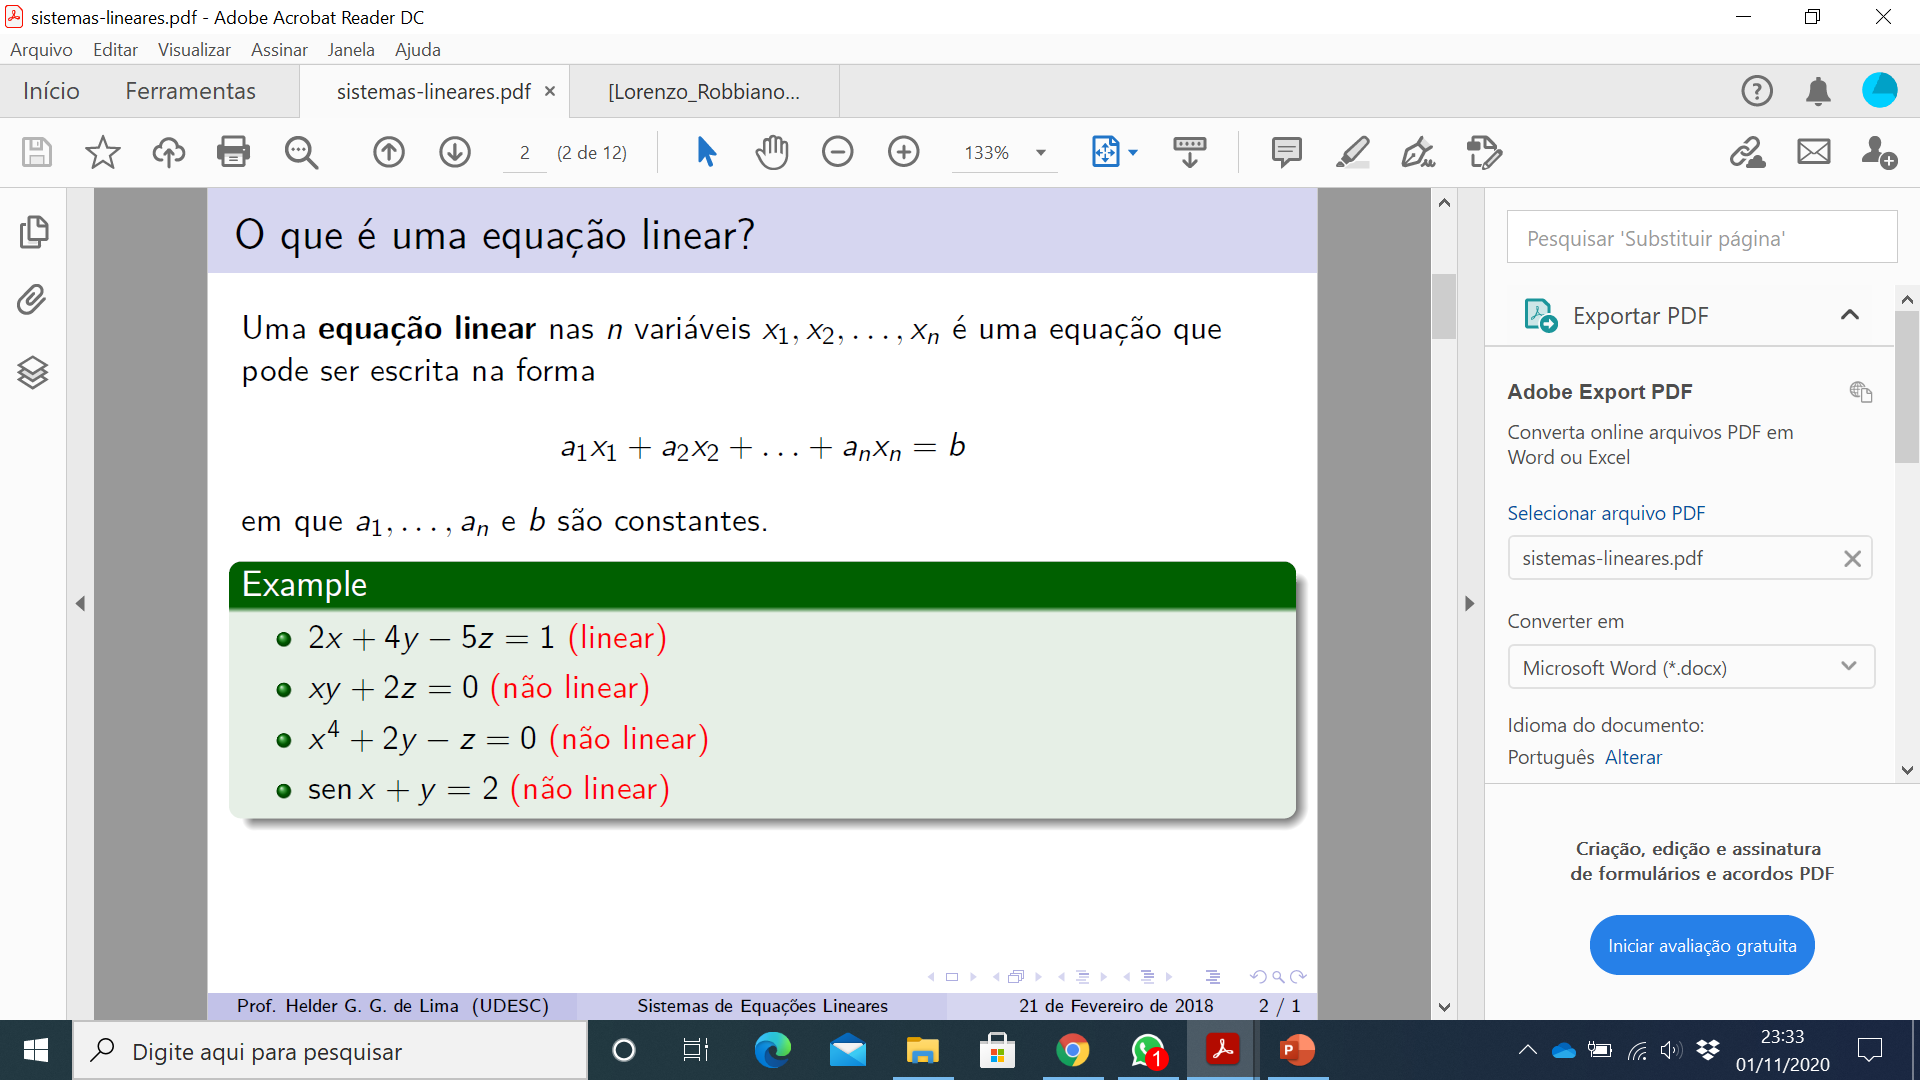 sistemas-lineares.pdf - Adobe Acrobat Reader DC
Arquivo Editar Visualizar Assinar Janela Ajuda
Início Ferramentas sistemas-lineares.pdf × [Lorenzo_Robbiano...
2 (2 de 12) 133%
O que é uma equação linear?
Uma equação linear nas n variáveis x₁, x₂, . . . , xₙ é uma equação que
pode ser escrita na forma
a₁x₁ + a₂x₂ + . . . + aₙxₙ = b
em que a₁, . . . , aₙ e b são constantes.
Example
2x + 4y − 5z = 1 (linear)
xy + 2z = 0 (não linear)
x⁴ + 2y − z = 0 (não linear)
sen x + y = 2 (não linear)
Prof. Helder G. G. de Lima (UDESC) Sistemas de Equações Lineares 21 de Fevereiro de 2018 2 / 1
Pesquisar 'Substituir página'
Exportar PDF
Adobe Export PDF
Converta online arquivos PDF em
Word ou Excel
Selecionar arquivo PDF
sistemas-lineares.pdf
Converter em
Microsoft Word (*.docx)
Idioma do documento:
Português Alterar
Criação, edição e assinatura
de formulários e acordos PDF
Iniciar avaliação gratuita
Digite aqui para pesquisar
1
P
23:33
01/11/2020